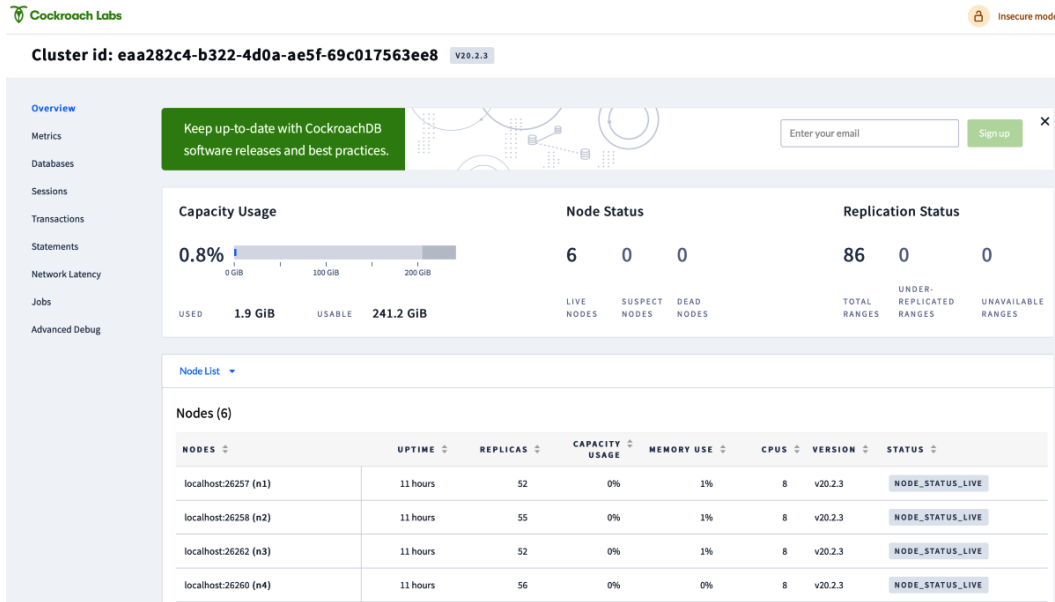 Cockroach Labs
Insecure mode
Cluster id: eaa282c4-b322-4d0a-ae5f-69c017563ee8 V20.2.3
Overview
Metrics
Databases
Sessions
Transactions
Statements
Network Latency
Jobs
Advanced Debug
Keep up-to-date with CockroachDB
software releases and best practices.
Enter your email
Sign up
Capacity Usage
0.8%
0 GiB 100 GiB 200 GiB
USED 1.9 GiB USABLE 241.2 GiB
Node Status
6 0 0
LIVE NODES
SUSPECT NODES
DEAD NODES
Replication Status
86 0 0
TOTAL RANGES
UNDER-REPLICATED RANGES
UNAVAILABLE RANGES
Node List
Nodes (6)
NODES UPTIME REPLICAS CAPACITY USAGE MEMORY USE CPUS VERSION STATUS
localhost:26257 (n1) 11 hours 52 0% 1% 8 v20.2.3 NODE_STATUS_LIVE
localhost:26258 (n2) 11 hours 55 0% 1% 8 v20.2.3 NODE_STATUS_LIVE
localhost:26262 (n3) 11 hours 52 0% 1% 8 v20.2.3 NODE_STATUS_LIVE
localhost:26260 (n4) 11 hours 56 0% 0% 8 v20.2.3 NODE_STATUS_LIVE